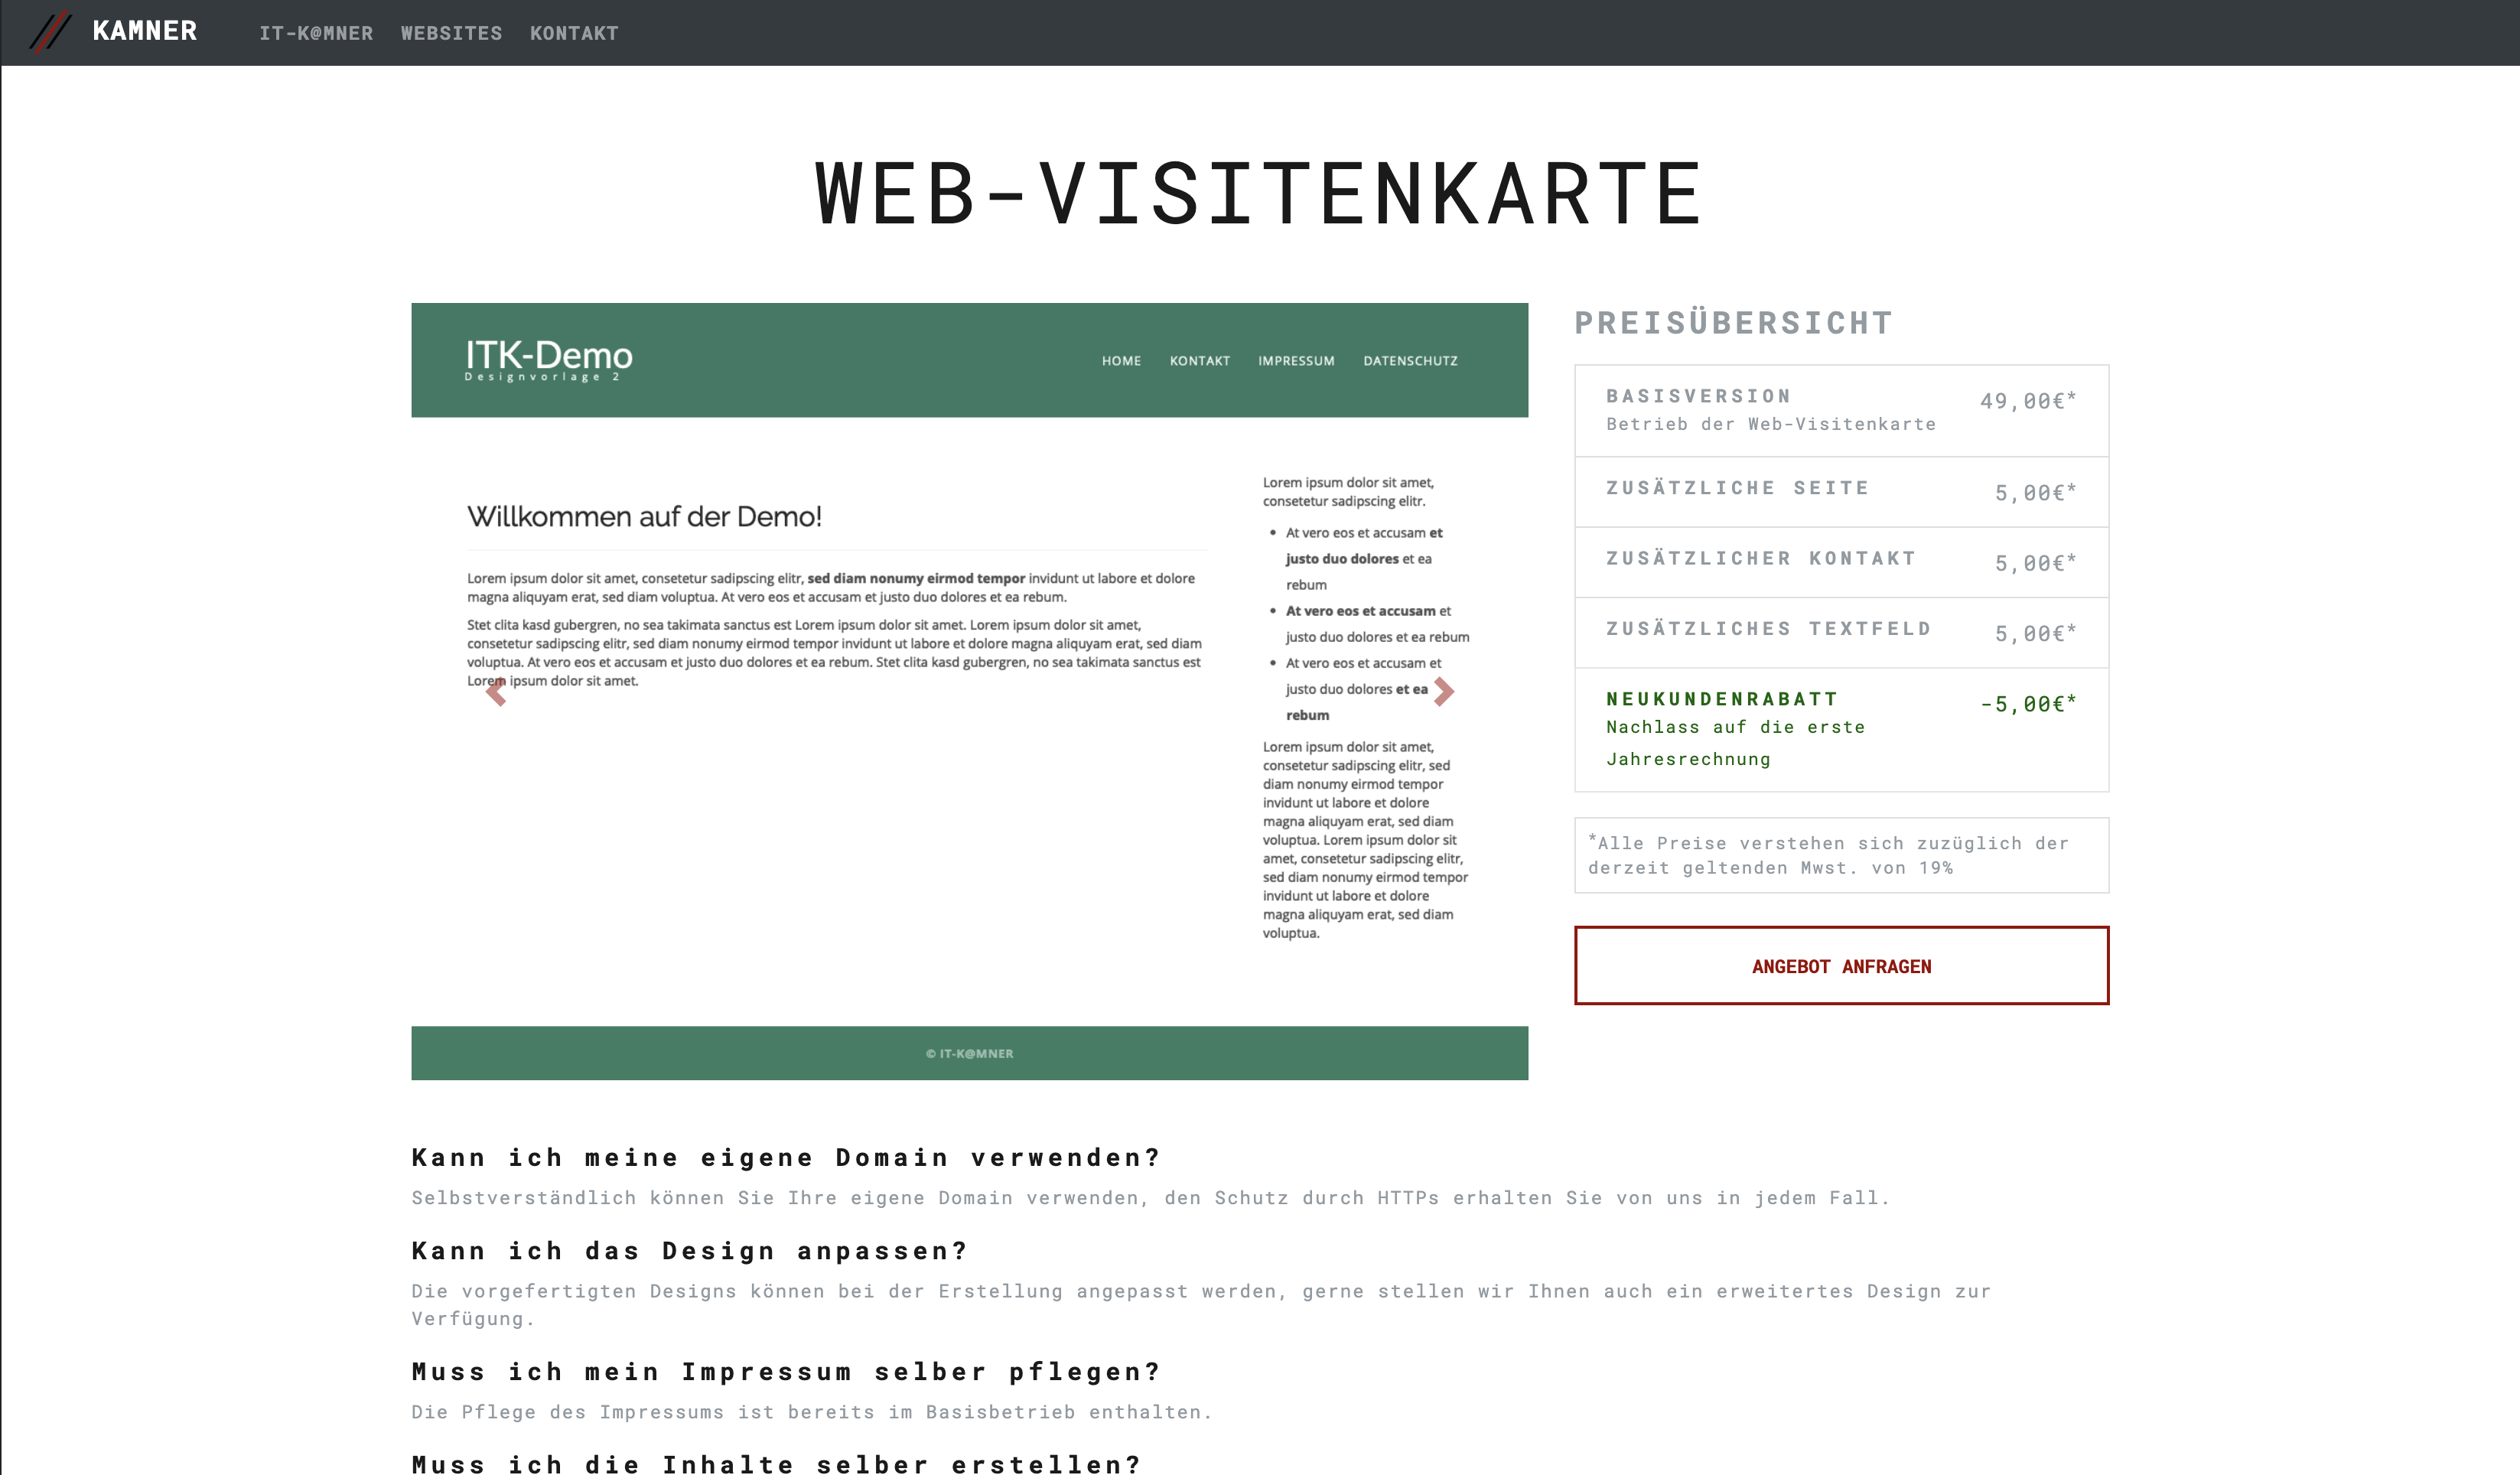 KAMNER
IT-K@MNER WEBSITES KONTAKT
WEB-VISITENKARTE
ITK-Demo
Designvorlage 2
HOME KONTAKT IMPRESSUM DATENSCHUTZ
Willkommen auf der Demo!
Lorem ipsum dolor sit amet, consetetur sadipscing elitr, sed diam nonumy eirmod tempor invidunt ut labore et dolore
magna aliquyam erat, sed diam voluptua. At vero eos et accusam et justo duo dolores et ea rebum.
Stet clita kasd gubergren, no sea takimata sanctus est Lorem ipsum dolor sit amet. Lorem ipsum dolor sit amet,
consetetur sadipscing elitr, sed diam nonumy eirmod tempor invidunt ut labore et dolore magna aliquyam erat, sed diam
voluptua. At vero eos et accusam et justo duo dolores et ea rebum. Stet clita kasd gubergren, no sea takimata sanctus est
Lorem ipsum dolor sit amet.
Lorem ipsum dolor sit amet,
consetetur sadipscing elitr.
• At vero eos et accusam et
justo duo dolores et ea
rebum
• At vero eos et accusam et
justo duo dolores et ea rebum
• At vero eos et accusam et
justo duo dolores et ea
rebum
Lorem ipsum dolor sit amet,
consetetur sadipscing elitr, sed
diam nonumy eirmod tempor
invidunt ut labore et dolore
magna aliquyam erat, sed diam
voluptua. Lorem ipsum dolor sit
amet, consetetur sadipscing elitr,
sed diam nonumy eirmod tempor
invidunt ut labore et dolore
magna aliquyam erat, sed diam
voluptua.
© IT-K@MNER
PREISÜBERSICHT
BASISVERSION 49,00€*
Betrieb der Web-Visitenkarte
ZUSÄTZLICHE SEITE 5,00€*
ZUSÄTZLICHER KONTAKT 5,00€*
ZUSÄTZLICHES TEXTFELD 5,00€*
NEUKUNDENRABATT -5,00€*
Nachlass auf die erste
Jahresrechnung
*Alle Preise verstehen sich zuzüglich der
derzeit geltenden Mwst. von 19%
ANGEBOT ANFRAGEN
Kann ich meine eigene Domain verwenden?
Selbstverständlich können Sie Ihre eigene Domain verwenden, den Schutz durch HTTPs erhalten Sie von uns in jedem Fall.
Kann ich das Design anpassen?
Die vorgefertigten Designs können bei der Erstellung angepasst werden, gerne stellen wir Ihnen auch ein erweitertes Design zur
Verfügung.
Muss ich mein Impressum selber pflegen?
Die Pflege des Impressums ist bereits im Basisbetrieb enthalten.
Muss ich die Inhalte selber erstellen?